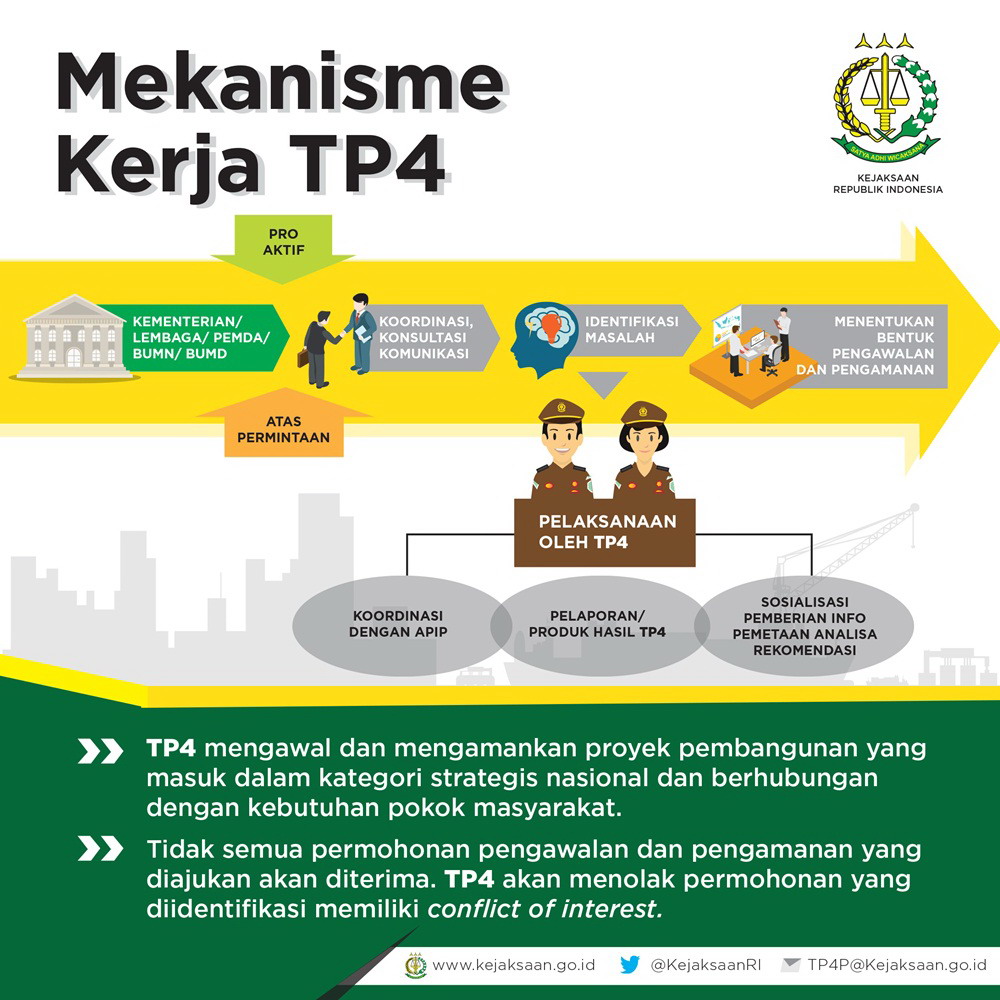 Mekanisme
Kerja TP4
SATYA ADHI WICAKSANA
KEJAKSAAN
REPUBLIK INDONESIA
PRO
AKTIF
KEMENTERIAN/
LEMBAGA/ PEMDA/
BUMN/ BUMD
KOORDINASI,
KONSULTASI
KOMUNIKASI
IDENTIFIKASI
MASALAH
MENENTUKAN
BENTUK
PENGAWALAN
DAN PENGAMANAN
ATAS
PERMINTAAN
PELAKSANAAN
OLEH TP4
KOORDINASI
DENGAN APIP
PELAPORAN/
PRODUK HASIL TP4
SOSIALISASI
PEMBERIAN INFO
PEMETAAN ANALISA
REKOMENDASI
TP4 mengawal dan mengamankan proyek pembangunan yang
masuk dalam kategori strategis nasional dan berhubungan
dengan kebutuhan pokok masyarakat.
Tidak semua permohonan pengawalan dan pengamanan yang
diajukan akan diterima. TP4 akan menolak permohonan yang
diidentifikasi memiliki conflict of interest.
www.kejaksaan.go.id @KejaksaanRI TP4P@Kejaksaan.go.id